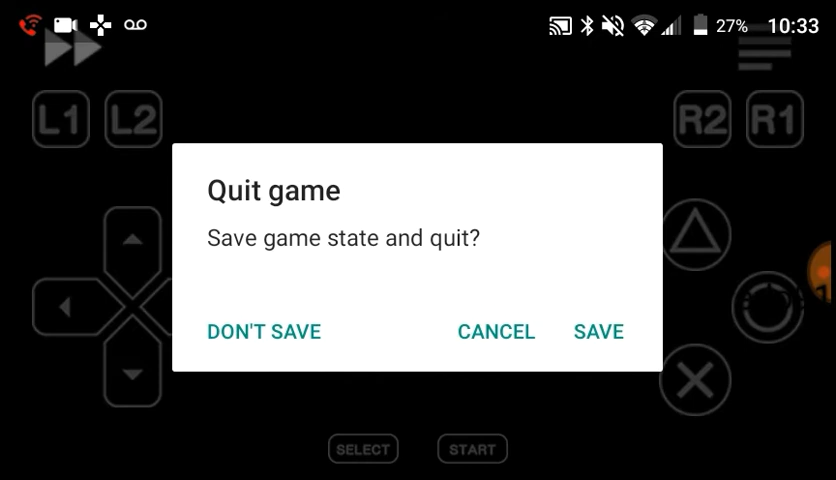 27% 10:33
L1 L2 R2 R1
Quit game
Save game state and quit?
DON'T SAVE CANCEL SAVE
SELECT START